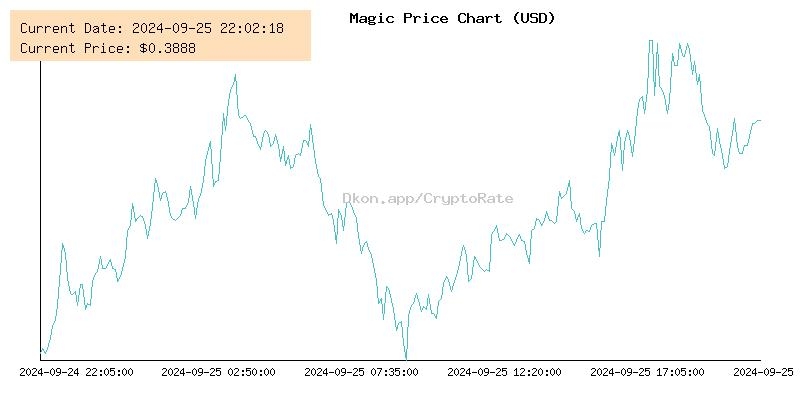 Magic Price Chart (USD)
Current Date: 2024-09-25 22:02:18
Current Price: $0.3888
Dkon.app/CryptoRate
2024-09-24 22:05:00 2024-09-25 02:50:00 2024-09-25 07:35:00 2024-09-25 12:20:00 2024-09-25 17:05:00 2024-09-25